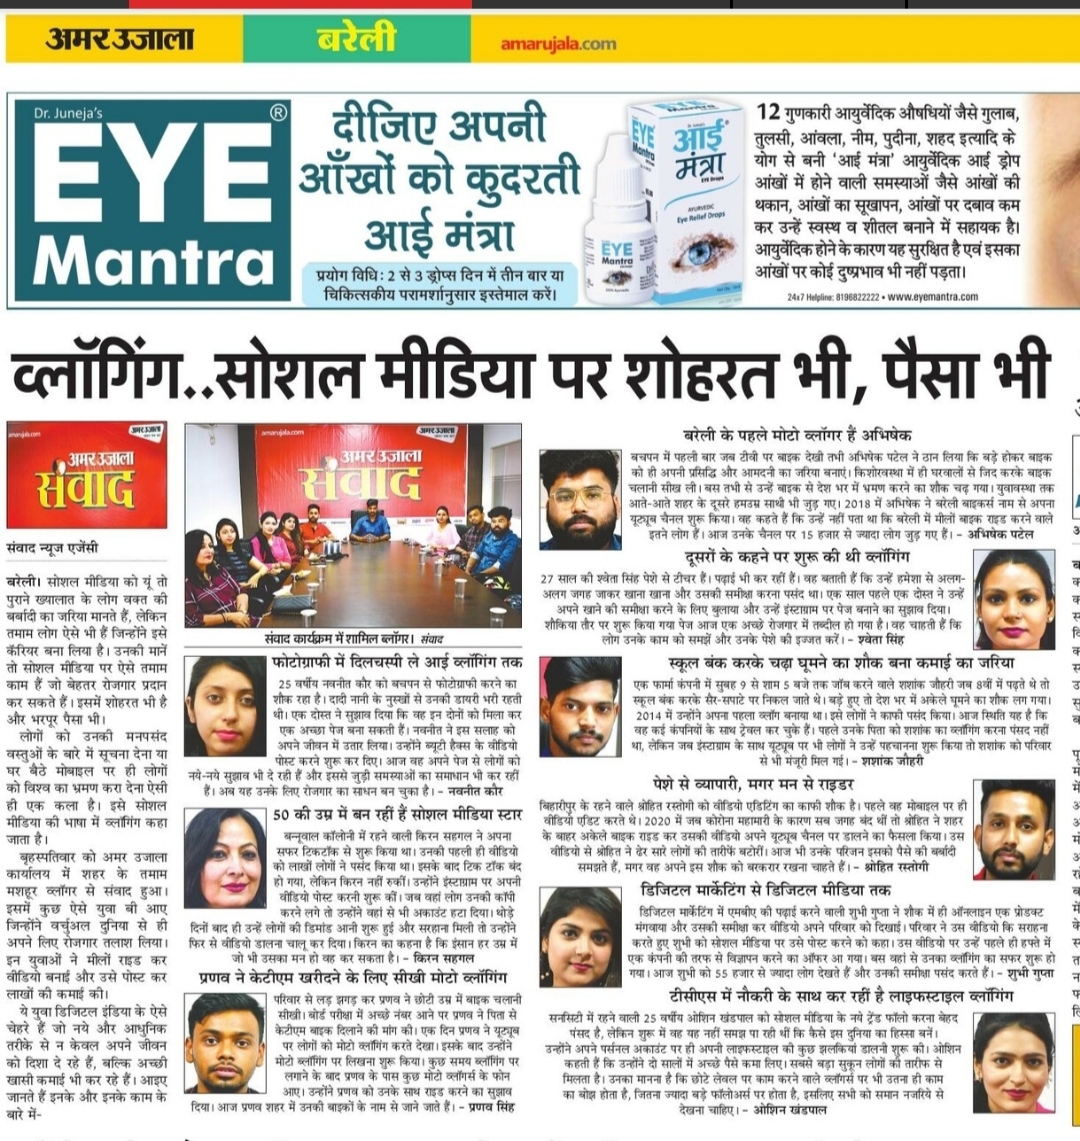 अमर उजाला
बरेली
amarujala.com
Dr. Juneja's
EYE
Mantra
®
दीजिए अपनी
आँखों को कुदरती
आई मंत्रा
प्रयोग विधि: 2 से 3 ड्रोप्स दिन में तीन बार या
चिकित्सकीय परामर्शानुसार इस्तेमाल करें।
EYE
Mantra
आई
मंत्रा
EYE Drops
AYURVEDIC
Eye Relief Drops
EYE
Mantra
12 गुणकारी आयुर्वेदिक औषधियों जैसे गुलाब,
तुलसी, आंवला, नीम, पुदीना, शहद इत्यादि के
योग से बनी 'आई मंत्रा' आयुर्वेदिक आई ड्रोप
आंखों में होने वाली समस्याओं जैसे आंखों की
थकान, आंखों का सूखापन, आंखों पर दबाव कम
कर उन्हें स्वस्थ व शीतल बनाने में सहायक है।
आयुर्वेदिक होने के कारण यह सुरक्षित है एवं इसका
आंखों पर कोई दुष्प्रभाव भी नहीं पड़ता।
24x7 Helpline: 8196822222 • www.eyemantra.com
व्लॉगिंग..सोशल मीडिया पर शोहरत भी, पैसा भी
amarujala.com
अमर उजाला
अमर उजाला
संवाद
संवाद न्यूज एजेंसी
बरेली। सोशल मीडिया को यूं तो
पुराने ख्यालात के लोग वक्त की
बर्बादी का जरिया मानते हैं, लेकिन
तमाम लोग ऐसे भी हैं जिन्होंने इसे
कॅरियर बना लिया है। उनकी मानें
तो सोशल मीडिया पर ऐसे तमाम
काम हैं जो बेहतर रोजगार प्रदान
कर सकते हैं। इसमें शोहरत भी है
और भरपूर पैसा भी।
लोगों को उनकी मनपसंद
वस्तुओं के बारे में सूचना देना या
घर बैठे मोबाइल पर ही लोगों
को विश्व का भ्रमण करा देना ऐसी
ही एक कला है। इसे सोशल
मीडिया की भाषा में व्लॉगिंग कहा
जाता है।
बृहस्पतिवार को अमर उजाला
कार्यालय में शहर के तमाम
मशहूर व्लॉगर से संवाद हुआ।
इसमें कुछ ऐसे युवा बी आए
जिन्होंने वर्चुअल दुनिया से ही
अपने लिए रोजगार तलाश लिया।
इन युवाओं ने मीलों राइड कर
वीडियो बनाई और उसे पोस्ट कर
लाखों की कमाई की।
ये युवा डिजिटल इंडिया के ऐसे
चेहरे हैं जो नये और आधुनिक
तरीके से न केवल अपने जीवन
को दिशा दे रहे हैं, बल्कि अच्छी
खासी कमाई भी कर रहे हैं। आइए
जानते हैं इनके और इनके काम के
बारे में-
amarujala.com
अमर उजाला
अमर उजाला
संवाद
संवाद कार्यक्रम में शामिल ब्लॉगर। संवाद
फोटोग्राफी में दिलचस्पी ले आई व्लॉगिंग तक
25 वर्षीय नवनीत कौर को बचपन से फोटोग्राफी करने का
शौक रहा है। दादी नानी के नुस्खों से उनकी डायरी भरी रहती
थी। एक दोस्त ने सुझाव दिया कि वह इन दोनों को मिला कर
एक अच्छा पेज बना सकती हैं। नवनीत ने इस सलाह को
अपने जीवन में उतार लिया। उन्होंने ब्यूटी हैक्स के वीडियो
पोस्ट करने शुरू कर दिए। आज वह अपने पेज से लोगों को
नये-नये सुझाव भी दे रही हैं और इससे जुड़ी समस्याओं का समाधान भी कर रहीं
हैं। अब यह उनके लिए रोजगार का साधन बन चुका है। – नवनीत कौर
50 की उम्र में बन रहीं हैं सोशल मीडिया स्टार
बन्नूवाल कॉलोनी में रहने वाली किरन सहगल ने अपना
सफर टिकटॉक से शुरू किया था। उनकी पहली ही वीडियो
को लाखों लोगों ने पसंद किया था। इसके बाद टिक टॉक बंद
हो गया, लेकिन किरन नहीं रुकीं। उन्होंने इंस्टाग्राम पर अपनी
वीडियो पोस्ट करनी शुरू कीं। जब वहां लोग उनकी कॉपी
करने लगे तो उन्होंने वहां से भी अकाउंट हटा दिया। थोड़े
दिनों बाद ही उन्हें लोगों की डिमांड आनी शुरू हुई और सरहाना मिली तो उन्होंने
फिर से वीडियो डालना चालू कर दिया। किरन का कहना है कि इंसान हर उम्र में
जो भी उसका मन हो वह कर सकता है। – किरन सहगल
प्रणव ने केटीएम खरीदने के लिए सीखी मोटो व्लॉगिंग
परिवार से लड़ झगड़ कर प्रणव ने छोटी उम्र में बाइक चलानी
सीखी। बोर्ड परीक्षा में अच्छे नंबर आने पर प्रणव ने पिता से
केटीएम बाइक दिलाने की मांग की। एक दिन प्रणव ने यूट्यूब
पर लोगों को मोटो व्लॉगिंग करते देखा। इसके बाद उन्होंने
मोटो ब्लॉगिंग पर लिखना शुरू किया। कुछ समय ब्लॉगिंग पर
लगाने के बाद प्रणव के पास कुछ मोटो व्लॉगर्स के फोन
आए। उन्होंने प्रणव को उनके साथ राइड करने का सुझाव
दिया। आज प्रणव शहर में उनकी बाइकों के नाम से जाने जाते हैं। – प्रणव सिंह
बरेली के पहले मोटो व्लॉगर हैं अभिषेक
बचपन में पहली बार जब टीवी पर बाइक देखी तभी अभिषेक पटेल ने ठान लिया कि बड़े होकर बाइक
को ही अपनी प्रसिद्धि और आमदनी का जरिया बनाएं। किशोरवस्था में ही घरवालों से जिद करके बाइक
चलानी सीख ली। बस तभी से उन्हें बाइक से देश भर में भ्रमण करने का शौक चढ़ गया। युवावस्था तक
आते-आते शहर के दूसरे हमउम्र साथी भी जुड़ गए। 2018 में अभिषेक ने बरेली बाइकर्स नाम से अपना
यूट्यूब चैनल शुरू किया। वह कहते हैं कि उन्हें नहीं पता था कि बरेली में मीलों बाइक राइड करने वाले
इतने लोग हैं। आज उनके चैनल पर 15 हजार से ज्यादा लोग जुड़ गए हैं। – अभिषेक पटेल
दूसरों के कहने पर शुरू की थी व्लॉगिंग
27 साल की श्वेता सिंह पेशे से टीचर हैं। पढ़ाई भी कर रहीं हैं। वह बताती हैं कि उन्हें हमेशा से अलग-
अलग जगह जाकर खाना खाना और उसकी समीक्षा करना पसंद था। एक साल पहले एक दोस्त ने उन्हें
अपने खाने की समीक्षा करने के लिए बुलाया और उन्हें इंस्टाग्राम पर पेज बनाने का सुझाव दिया।
शौकिया तौर पर शुरू किया गया पेज आज एक अच्छे रोजगार में तब्दील हो गया है। वह चाहती हैं कि
लोग उनके काम को समझें और उनके पेशे की इज्जत करें। – श्वेता सिंह
स्कूल बंक करके चढ़ा घूमने का शौक बना कमाई का जरिया
एक फार्मा कंपनी में सुबह 9 से शाम 5 बजे तक जॉब करने वाले शशांक जौहरी जब 8वीं में पढ़ते थे तो
स्कूल बंक करके सैर-सपाटे पर निकल जाते थे। बड़े हुए तो देश भर में अकेले घूमने का शौक लग गया।
2014 में उन्होंने अपना पहला व्लॉग बनाया था। इसे लोगों ने काफी पसंद किया। आज स्थिति यह है कि
वह कई कंपनियों के साथ ट्रेवल कर चुके हैं। पहले उनके पिता को शशांक का व्लॉगिंग करना पंसद नहीं
था, लेकिन जब इंस्टाग्राम के साथ यूट्यूब पर भी लोगों ने उन्हें पहचानना शुरू किया तो शशांक को परिवार
से भी मंजूरी मिल गई। – शशांक जौहरी
पेशे से व्यापारी, मगर मन से राइडर
बिहारीपुर के रहने वाले श्रोहित रस्तोगी को वीडियो एडिटिंग का काफी शौक है। पहले वह मोबाइल पर ही
वीडियो एडिट करते थे। 2020 में जब कोरोना महामारी के कारण सब जगह बंद थीं तो श्रोहित ने शहर
के बाहर अकेले बाइक राइड कर उसकी वीडियो अपने यूट्यूब चैनल पर डालने का फैसला किया। उस
वीडियो से श्रोहित ने ढेर सारे लोगों की तारीफें बटोरीं। आज भी उनके परिजन इसको पैसे की बर्बादी
समझते हैं, मगर वह अपने इस शौक को बरकरार रखना चाहते हैं। – श्रोहित रस्तोगी
डिजिटल मार्केटिंग से डिजिटल मीडिया तक
डिजिटल मार्केटिंग में एमबीए की पढ़ाई करने वाली शुभी गुप्ता ने शौक में ही ऑनलाइन एक प्रोडक्ट
मंगवाया और उसकी समीक्षा कर वीडियो अपने परिवार को दिखाई। परिवार ने उस वीडियो कि सराहना
करते हुए शुभी को सोशल मीडिया पर उसे पोस्ट करने को कहा। उस वीडियो पर उन्हें पहले ही हफ्ते में
एक कंपनी की तरफ से विज्ञापन करने का ऑफर आ गया। बस वहां से उनका व्लॉगिंग का सफर शुरू हो
गया। आज शुभी को 55 हजार से ज्यादा लोग देखते हैं और उनकी समीक्षा पसंद करते हैं। – शुभी गुप्ता
टीसीएस में नौकरी के साथ कर रहीं है लाइफस्टाइल व्लॉगिंग
सनसिटी में रहने वाली 25 वर्षीय ओशिन खंडपाल को सोशल मीडिया के नये ट्रेंड फॉलो करना बेहद
पसंद है, लेकिन शुरू में वह यह नहीं समझ पा रही थीं कि कैसे इस दुनिया का हिस्सा बनें।
उन्होंने अपने पर्सनल अकाउंट पर ही अपनी लाइफस्टाइल की कुछ झलकियां डालनी शुरू की। ओशिन
कहती हैं कि उन्होंने दो सालों में अच्छे पैसे कमा लिए। सबसे बड़ा सुकून लोगों की तारीफ से
मिलता है। उनका मानना है कि छोटे लेवल पर काम करने वाले व्लॉगर्स पर भी उतना ही काम
का बोझ होता है, जितना ज्यादा बड़े फॉलोअर्स पर होता है, इसलिए सभी को समान नजरिये से
देखना चाहिए। – ओशिन खंडपाल